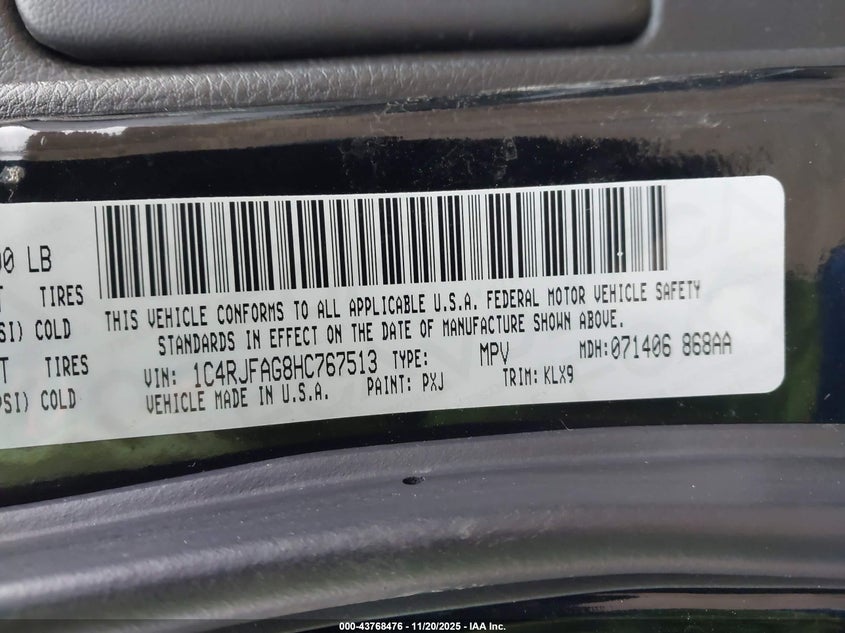 00 LB
TIRES
SI) COLD
T TIRES
PSI) COLD
THIS VEHICLE CONFORMS TO ALL APPLICABLE U.S.A. FEDERAL MOTOR VEHICLE SAFETY
STANDARDS IN EFFECT ON THE DATE OF MANUFACTURE SHOWN ABOVE.
VIN: 1C4RJFAG8HC767513 TYPE: MPV MDH:071406 868AA
VEHICLE MADE IN U.S.A. PAINT: PXJ TRIM: KLX9
000-43768476 - 11/20/2025 - IAA Inc.